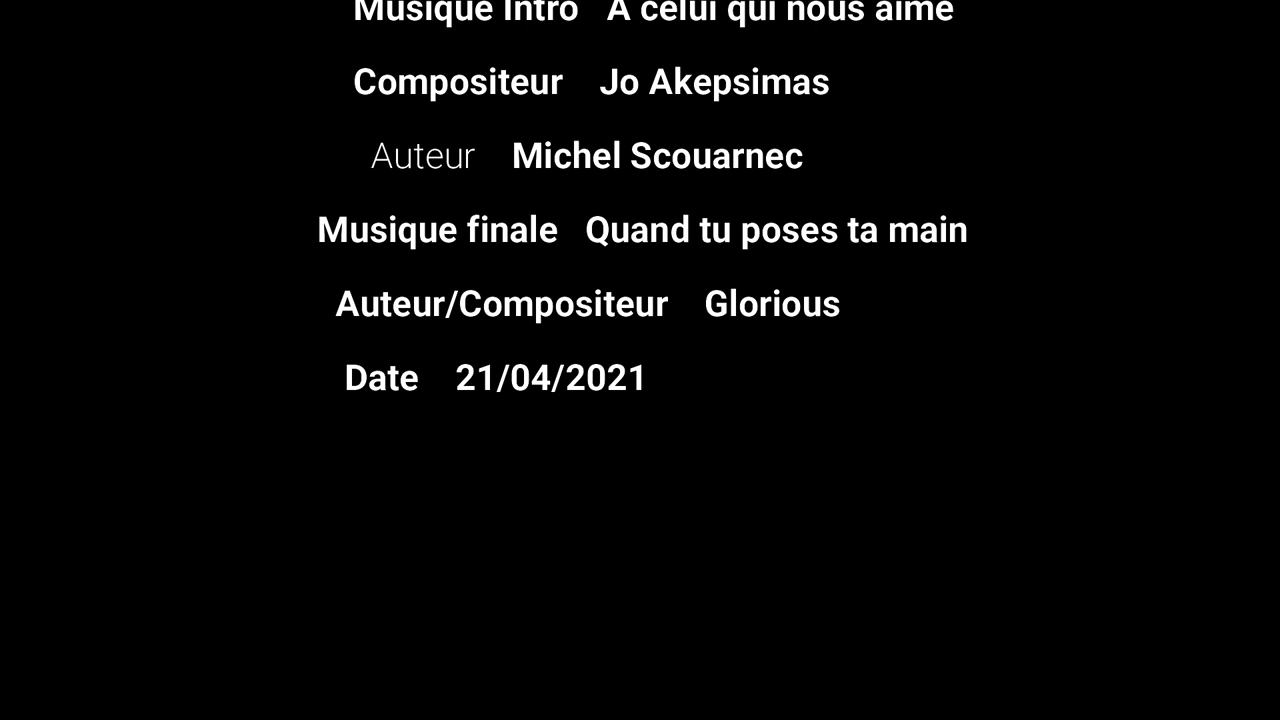 Musique Intro A celui qui nous aime
Compositeur Jo Akepsimas
Auteur Michel Scouarnec
Musique finale Quand tu poses ta main
Auteur/Compositeur Glorious
Date 21/04/2021